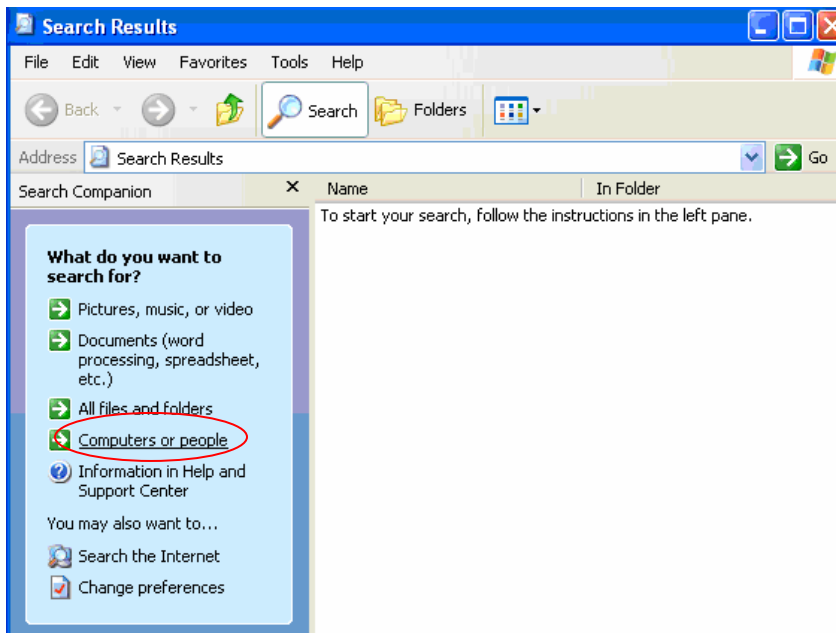 Search Results
File Edit View Favorites Tools Help
Back Search Folders
Address Search Results Go
Search Companion
Name In Folder
To start your search, follow the instructions in the left pane.
What do you want to
search for?
Pictures, music, or video
Documents (word
processing, spreadsheet,
etc.)
All files and folders
Computers or people
Information in Help and
Support Center
You may also want to...
Search the Internet
Change preferences